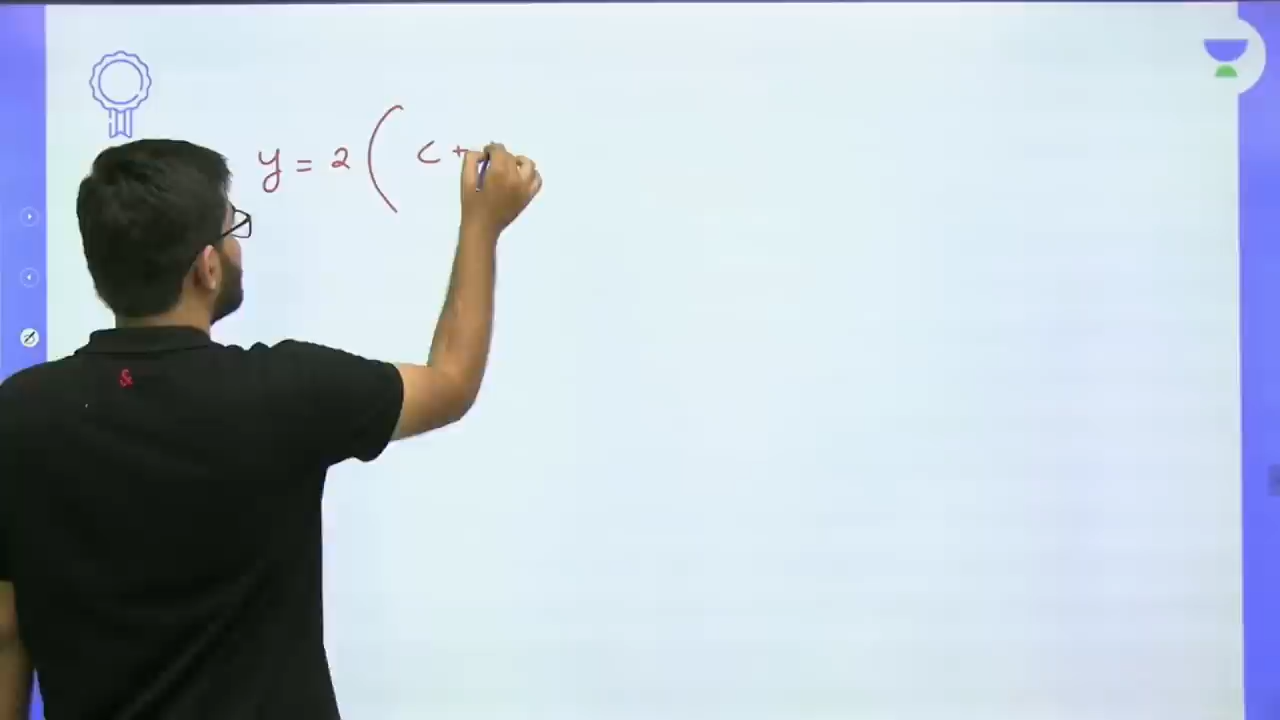 y = 2 ( c +